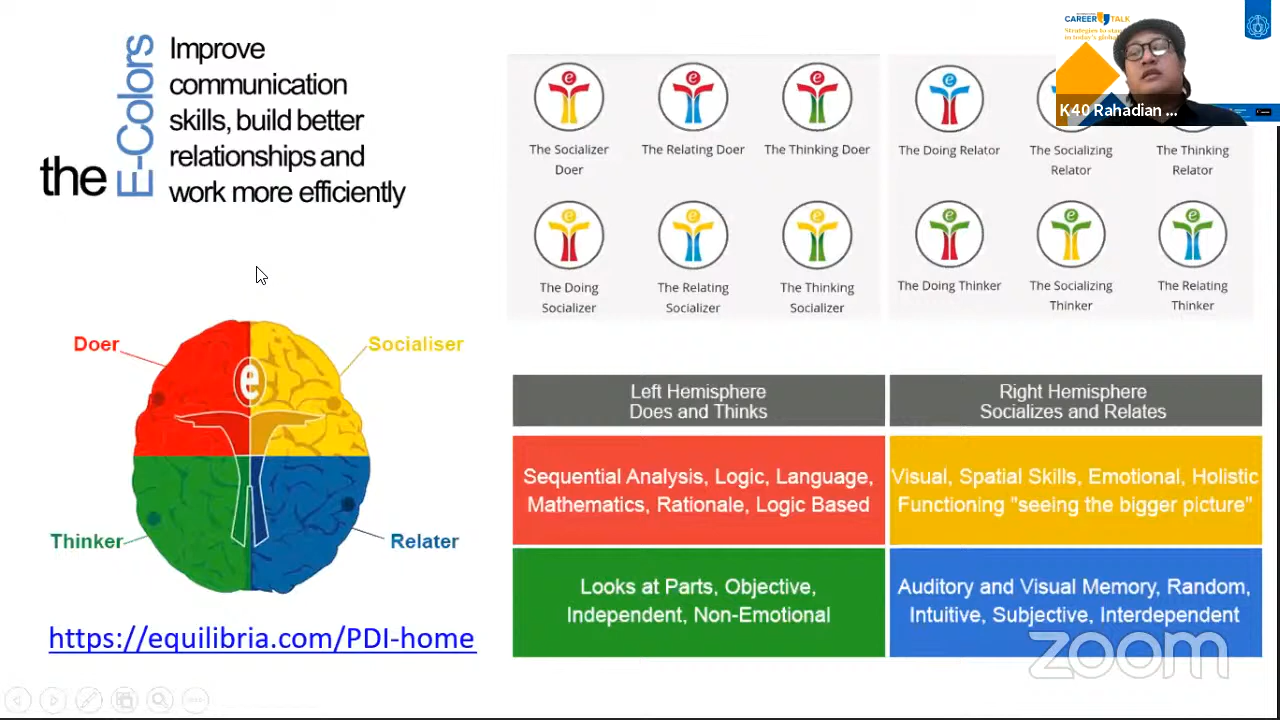 the
E-Colors
Improve
communication
skills, build better
relationships and
work more efficiently
The Socializer
Doer
The Relating Doer
The Thinking Doer
The Doing Relator
The Socializing
Relator
The Thinking
Relator
The Doing
Socializer
The Relating
Socializer
The Thinking
Socializer
The Doing Thinker
The Socializing
Thinker
The Relating
Thinker
CAREER TALK
Strategies to
K40 Rahadian ...
Doer
Socialiser
e
Thinker
Relater
https://equilibria.com/PDI-home
Left Hemisphere
Does and Thinks
Right Hemisphere
Socializes and Relates
Sequential Analysis, Logic, Language,
Mathematics, Rationale, Logic Based
Visual, Spatial Skills, Emotional, Holistic
Functioning "seeing the bigger picture"
Looks at Parts, Objective,
Independent, Non-Emotional
Auditory and Visual Memory, Random,
Intuitive, Subjective, Interdependent
zoom